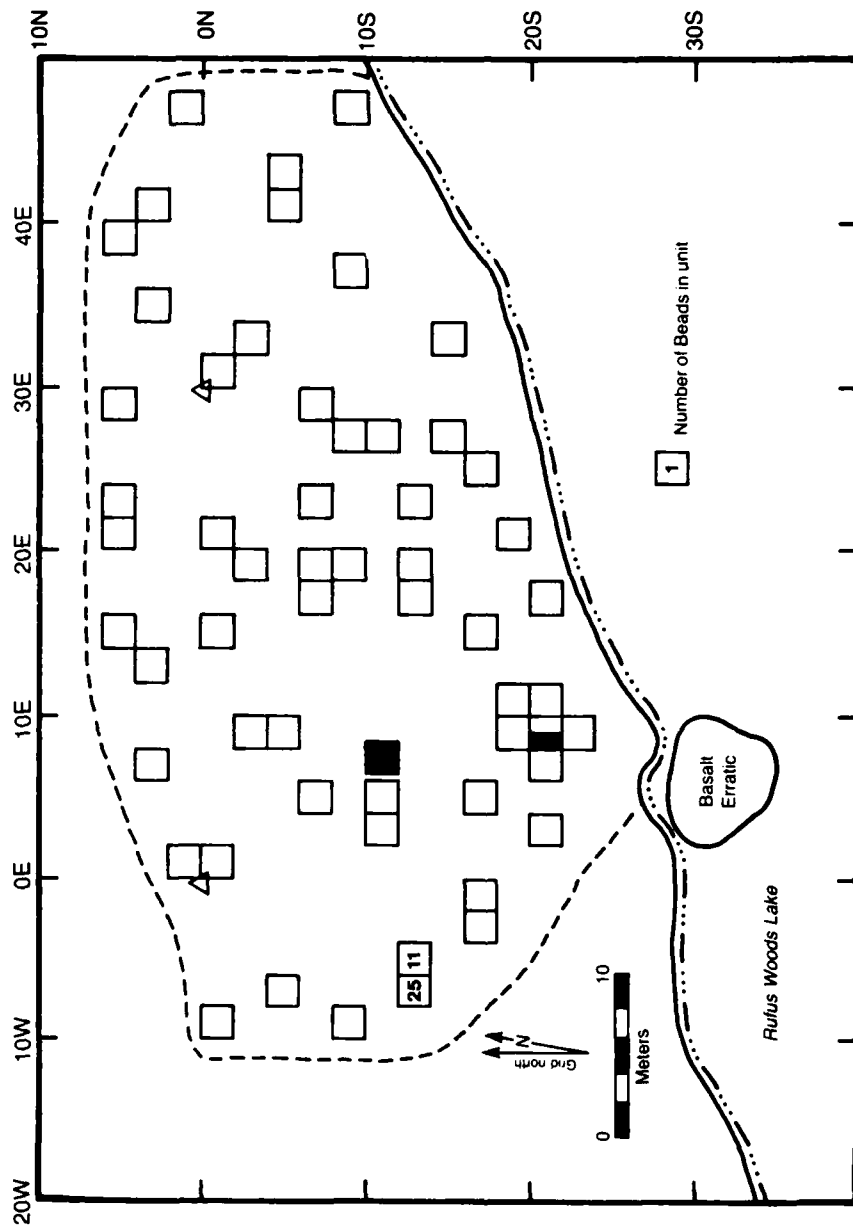 20W 10W 0E 10E 20E 30E 40E
10N
0N
10S
20S
30S
25 11
Grid north
N
0 10
Meters
Basalt
Erratic
1 Number of Beads in unit
Rufus Woods Lake